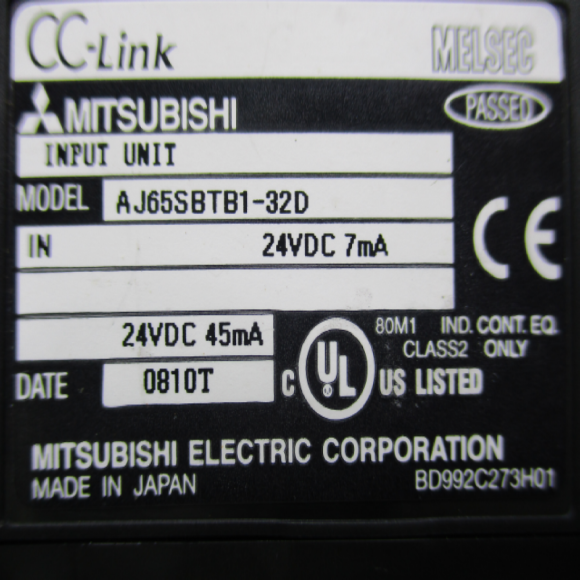 CC-Link MELSEC
MITSUBISHI PASSED
INPUT UNIT
MODEL AJ65SBTB1-32D
IN 24VDC 7mA
CE
24VDC 45mA
80M1 IND. CONT. EQ.
CLASS2 ONLY
DATE 0810T
C UL US LISTED
MITSUBISHI ELECTRIC CORPORATION
MADE IN JAPAN BD992C273H01